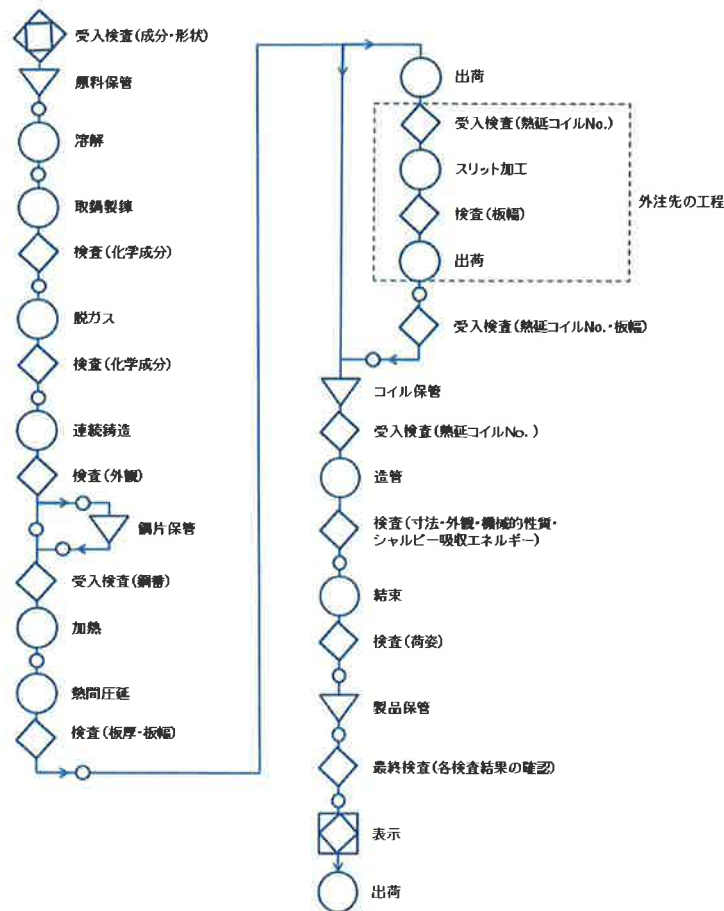 受入検査(成分・形状)
原料保管
溶解
取鍋製錬
検査(化学成分)
脱ガス
検査(化学成分)
連続鋳造
検査(外観)
鋼片保管
受入検査(鋼番)
加熱
熱間圧延
検査(板厚・板幅)
出荷
受入検査(熱延コイルNo.)
スリット加工
検査(板幅)
出荷
外注先の工程
受入検査(熱延コイルNo.・板幅)
コイル保管
受入検査(熱延コイルNo.)
造管
検査(寸法・外観・機械的性質・
シャルピー吸収エネルギー)
結束
検査(荷姿)
製品保管
最終検査(各検査結果の確認)
表示
出荷